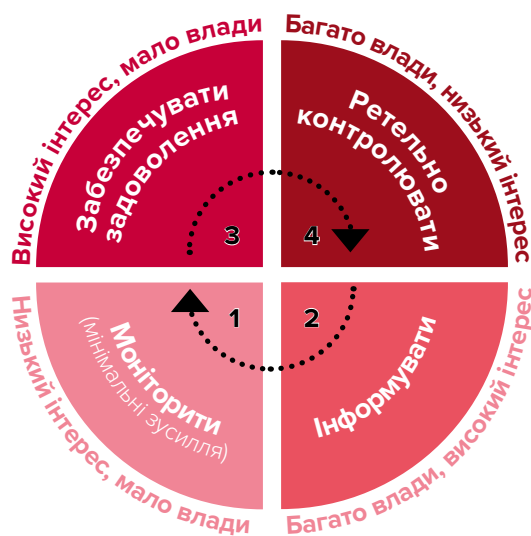 Високий інтерес, мало влади
Забезпечувати
задоволення
3
Багато влади, низький інтерес
Ретельно
контролювати
4
Низький інтерес, мало влади
1
Моніторити
(мінімальні зусилля)
Багато влади, високий інтерес
2
Інформувати